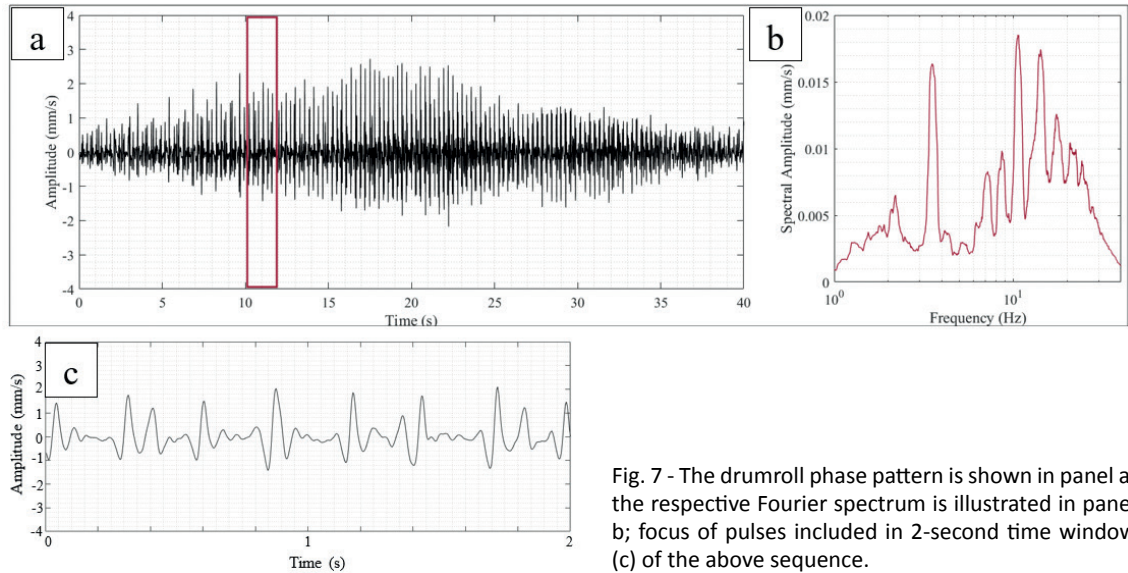 a
Amplitude (mm/s)
4
3
2
1
0
-1
-2
-3
-4
0 5 10 15 20 25 30 35 40
Time (s)
b
Spectral Amplitude (mm/s)
0.02
0.015
0.01
0.005
0
10⁰ 10¹
Frequency (Hz)
c
Amplitude (mm/s)
4
3
2
1
0
-1
-2
-3
-4
0 1 2
Time (s)
Fig. 7 - The drumroll phase pattern is shown in panel a
the respective Fourier spectrum is illustrated in pane
b; focus of pulses included in 2-second time window
(c) of the above sequence.